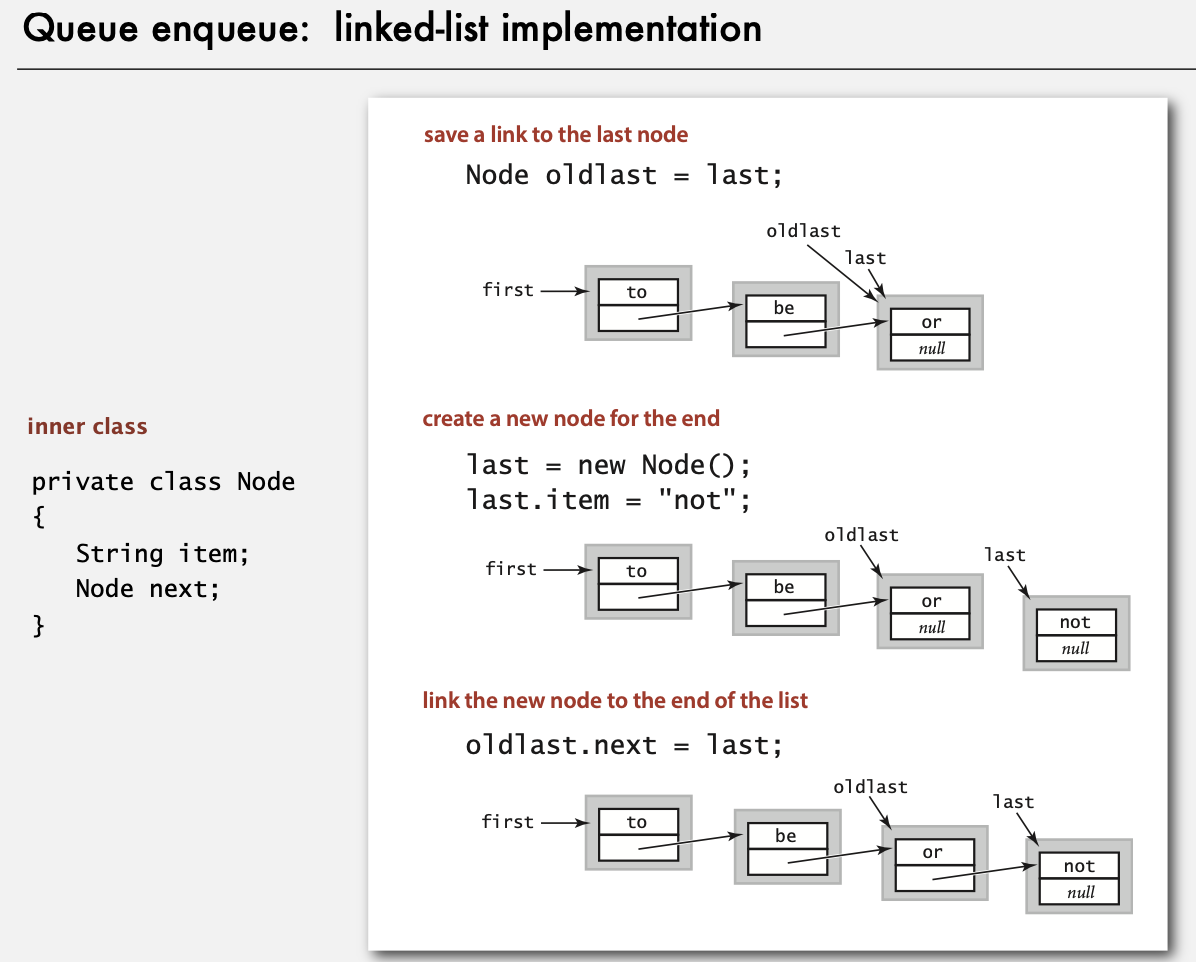 Queue enqueue: linked-list implementation
inner class
private class Node
{
String item;
Node next;
}
save a link to the last node
Node oldlast = last;
oldlast
last
first
to
be
or
null
create a new node for the end
last = new Node();
last.item = "not";
oldlast
last
first
to
be
or
null
not
null
link the new node to the end of the list
oldlast.next = last;
oldlast
last
first
to
be
or
not
null